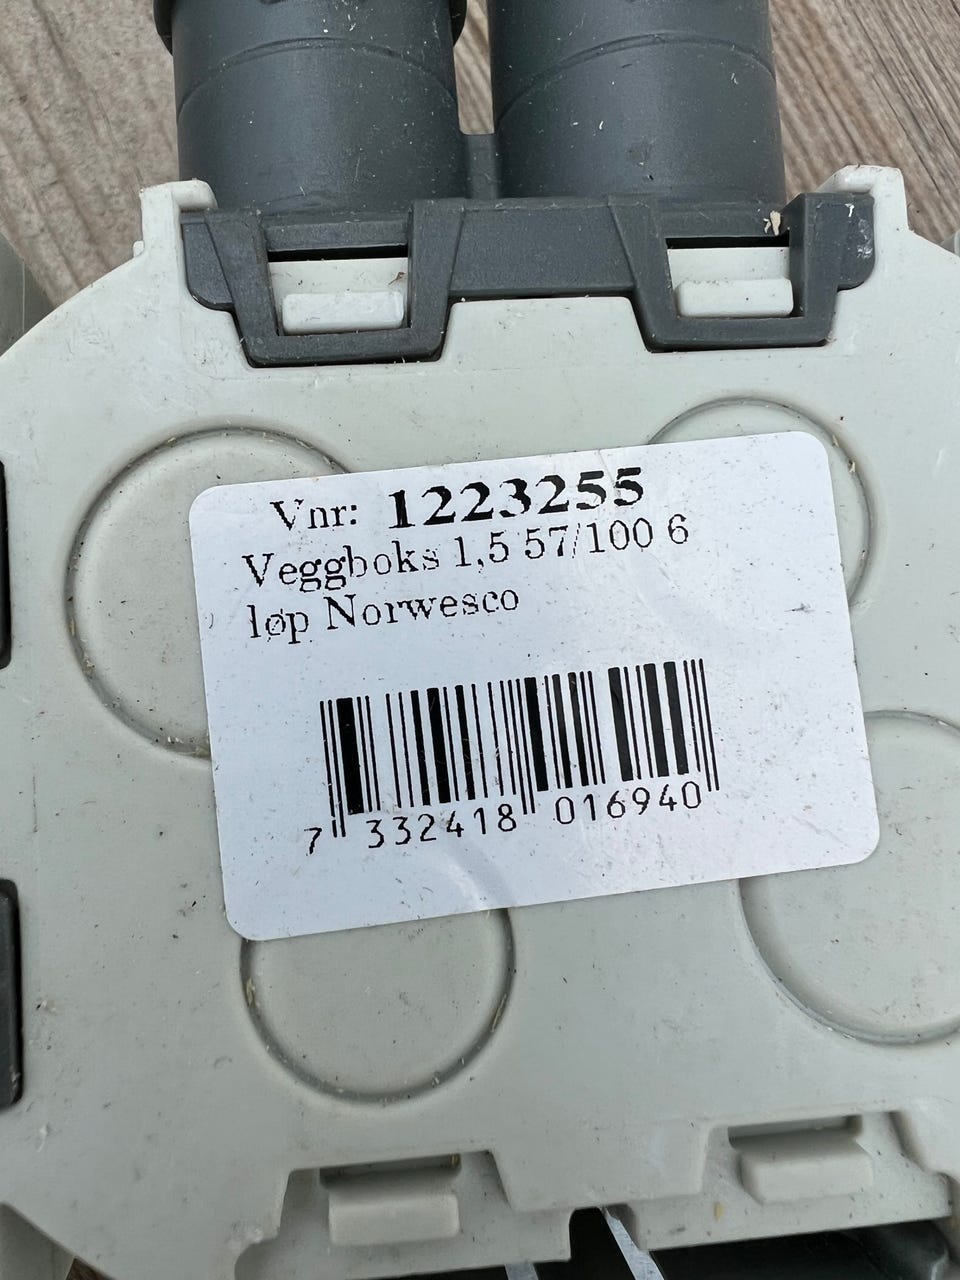 Vnr: 1223255
Veggboks 1,5 57/100 6
løp Norwesco
7 332418 016940